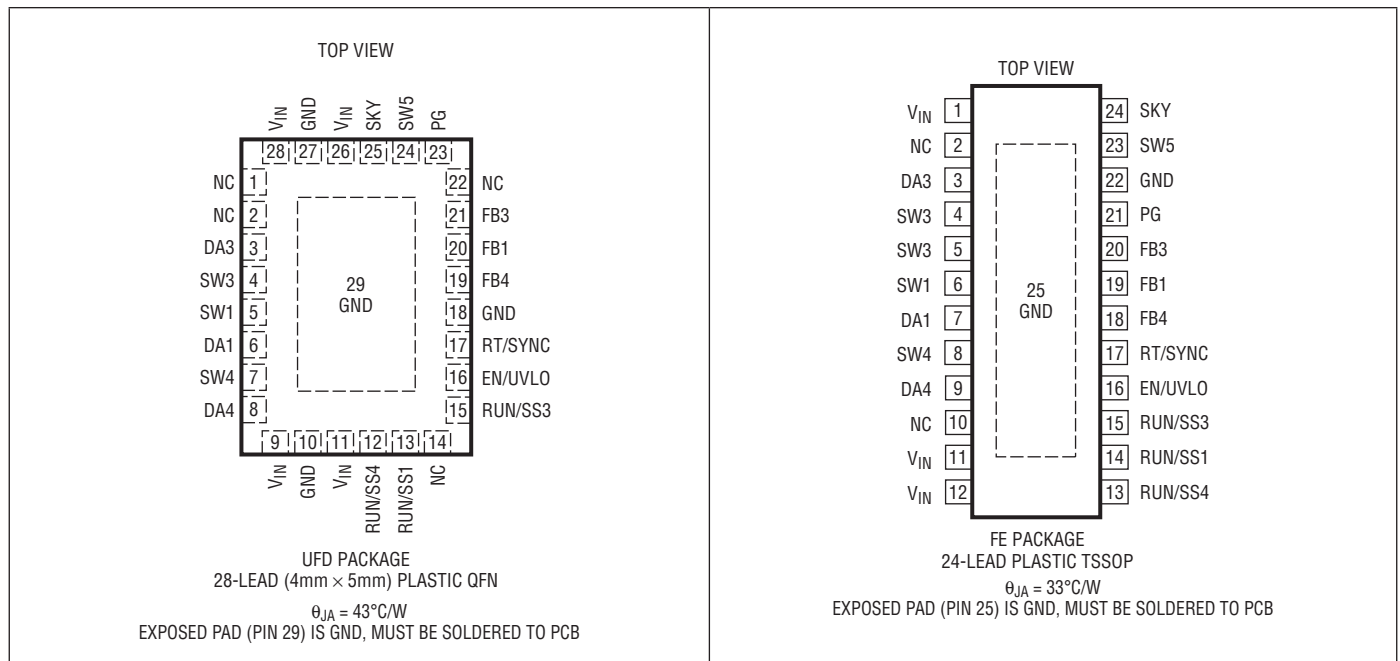 TOP VIEW
VIN GND VIN SKY SW5 PG
28 27 26 25 24 23
NC 1
NC 2
DA3 3
SW3 4
SW1 5
DA1 6
SW4 7
DA4 8
29
GND
22 NC
21 FB3
20 FB1
19 FB4
18 GND
17 RT/SYNC
16 EN/UVLO
15 RUN/SS3
9 10 11 12 13 14
VIN GND VIN RUN/SS4 RUN/SS1 NC
UFD PACKAGE
28-LEAD (4mm × 5mm) PLASTIC QFN
θJA = 43°C/W
EXPOSED PAD (PIN 29) IS GND, MUST BE SOLDERED TO PCB
TOP VIEW
VIN 1
NC 2
DA3 3
SW3 4
SW3 5
SW1 6
DA1 7
SW4 8
DA4 9
NC 10
VIN 11
VIN 12
25
GND
24 SKY
23 SW5
22 GND
21 PG
20 FB3
19 FB1
18 FB4
17 RT/SYNC
16 EN/UVLO
15 RUN/SS3
14 RUN/SS1
13 RUN/SS4
FE PACKAGE
24-LEAD PLASTIC TSSOP
θJA = 33°C/W
EXPOSED PAD (PIN 25) IS GND, MUST BE SOLDERED TO PCB